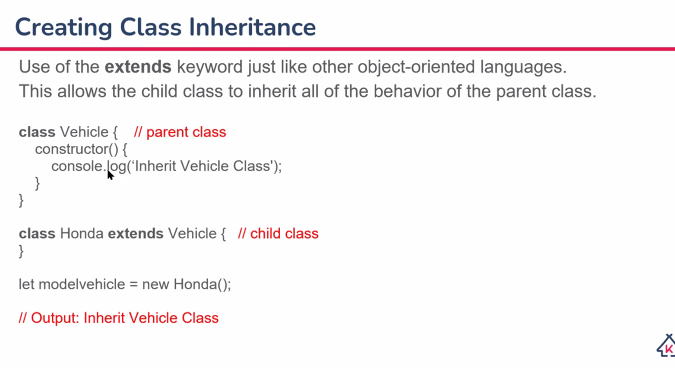 Creating Class Inheritance
Use of the extends keyword just like other object-oriented languages.
This allows the child class to inherit all of the behavior of the parent class.
class Vehicle {    // parent class
    constructor() {
        console.log(‘Inherit Vehicle Class');
    }
}
class Honda extends Vehicle {   // child class
}
let modelvehicle = new Honda();
// Output: Inherit Vehicle Class
K